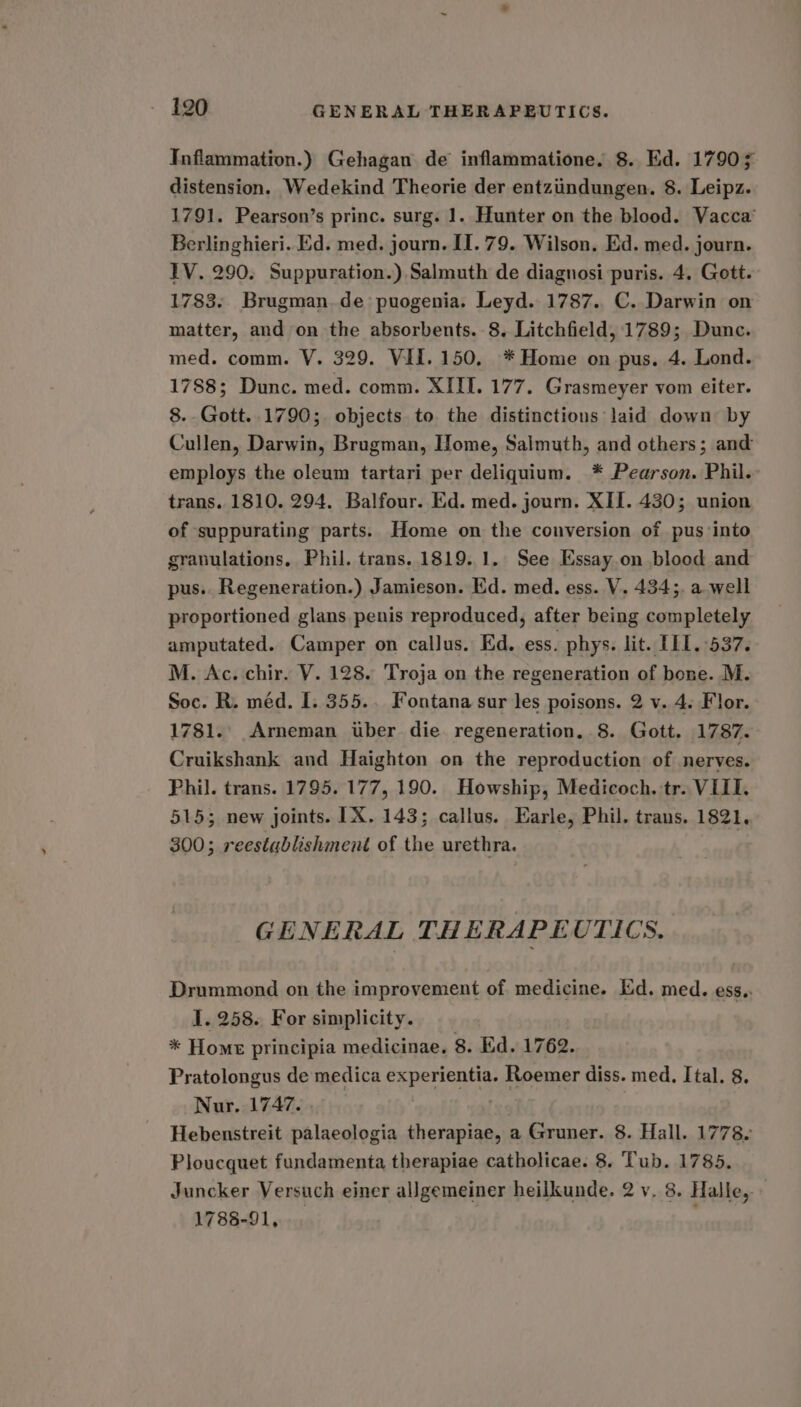 120 GENERAL THERAPEUTICS.
Inflammation.) Gehagan de inflammatione. 8. Ed. 1790;
distension. Wedekind Theorie der entzündungen. 8. Leipz.
1791. Pearson's princ. surg. 1. Hunter on the blood. Vacca
Berlinghieri. Ed. med. journ. II. 79. Wilson. Ed. med. journ.
IV. 290. Suppuration.) Salmuth de diagnosi puris. 4. Gott.
1783. Brugman de puogenia. Leyd. 1787. C. Darwin on
matter, and on the absorbents. 8. Litchfield, 1789; Dunc.
med. comm. V. 329. VII. 150. * Home on pus. 4. Lond.
1788; Dunc. med. comm. XIII. 177. Grasmeyer vom eiter.
8. Gott. 1790; objects to the distinctions laid down by
Cullen, Darwin, Brugman, Home, Salmuth, and others; and
employs the oleum tartari per deliquium. * Pearson. Phil.
trans. 1810. 294. Balfour. Ed. med. journ. XII. 430; union
of suppurating parts. Home on the conversion of pus into
granulations. Phil. trans. 1819. 1. See Essay on blood and
pus. Regeneration.) Jamieson. Ed. med. ess. V. 434; a well
proportioned glans penis reproduced, after being completely
amputated. Camper on callus. Ed. ess. phys. lit. III. 537.
M. Ac. chir. V. 128. Troja on the regeneration of bone. M.
Soc. R. méd. I. 355. Fontana sur les poisons. 2 v. 4. Flor.
1781. Arneman über die regeneration. 8. Gott. 1787.
Cruikshank and Haighton on the reproduction of nerves.
Phil. trans. 1795. 177, 190. Howship, Medicoch. tr. VIII.
515; new joints. IX. 143; callus. Earle, Phil. trans. 1821.
300; reestablishment of the urethra.
GENERAL THERAPEUTICS.
Drummond on the improvement of medicine. Ed. med. ess.
I. 258. For simplicity.
* Home principia medicinae. 8. Ed. 1762.
Pratolongus de medica experientia. Roemer diss. med. Ital. 8.
Nur. 1747.
Hebenstreit palaeologia therapiae, a Gruner. 8. Hall. 1778.
Ploucquet fundamenta therapiae catholicae. 8. Tub. 1785.
Juncker Versuch einer allgemeiner heilkunde. 2 v. 8. Halle,
1788-91.